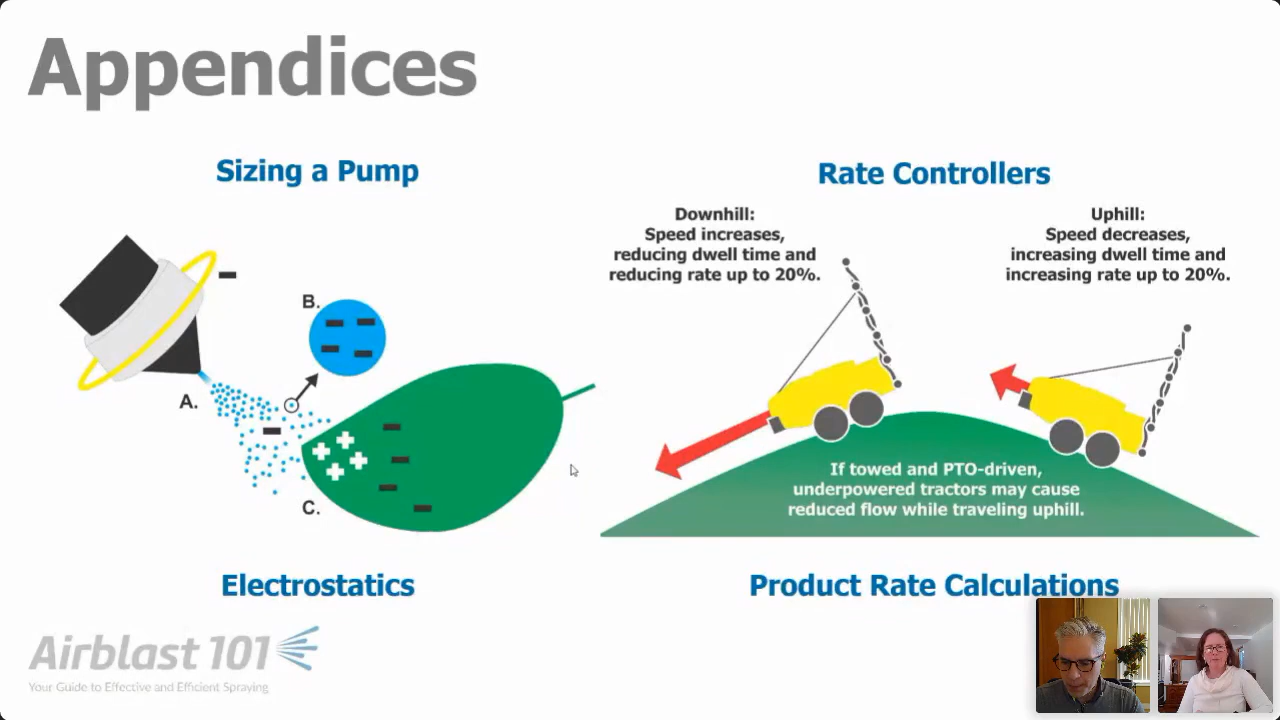 Appendices
Sizing a Pump
Rate Controllers
Downhill:
Speed increases,
reducing dwell time and
reducing rate up to 20%.
Uphill:
Speed decreases,
increasing dwell time and
increasing rate up to 20%.
B.
A.
C.
If towed and PTO-driven,
underpowered tractors may cause
reduced flow while traveling uphill.
Electrostatics
Product Rate Calculations
Airblast 101
Your Guide to Effective and Efficient Spraying